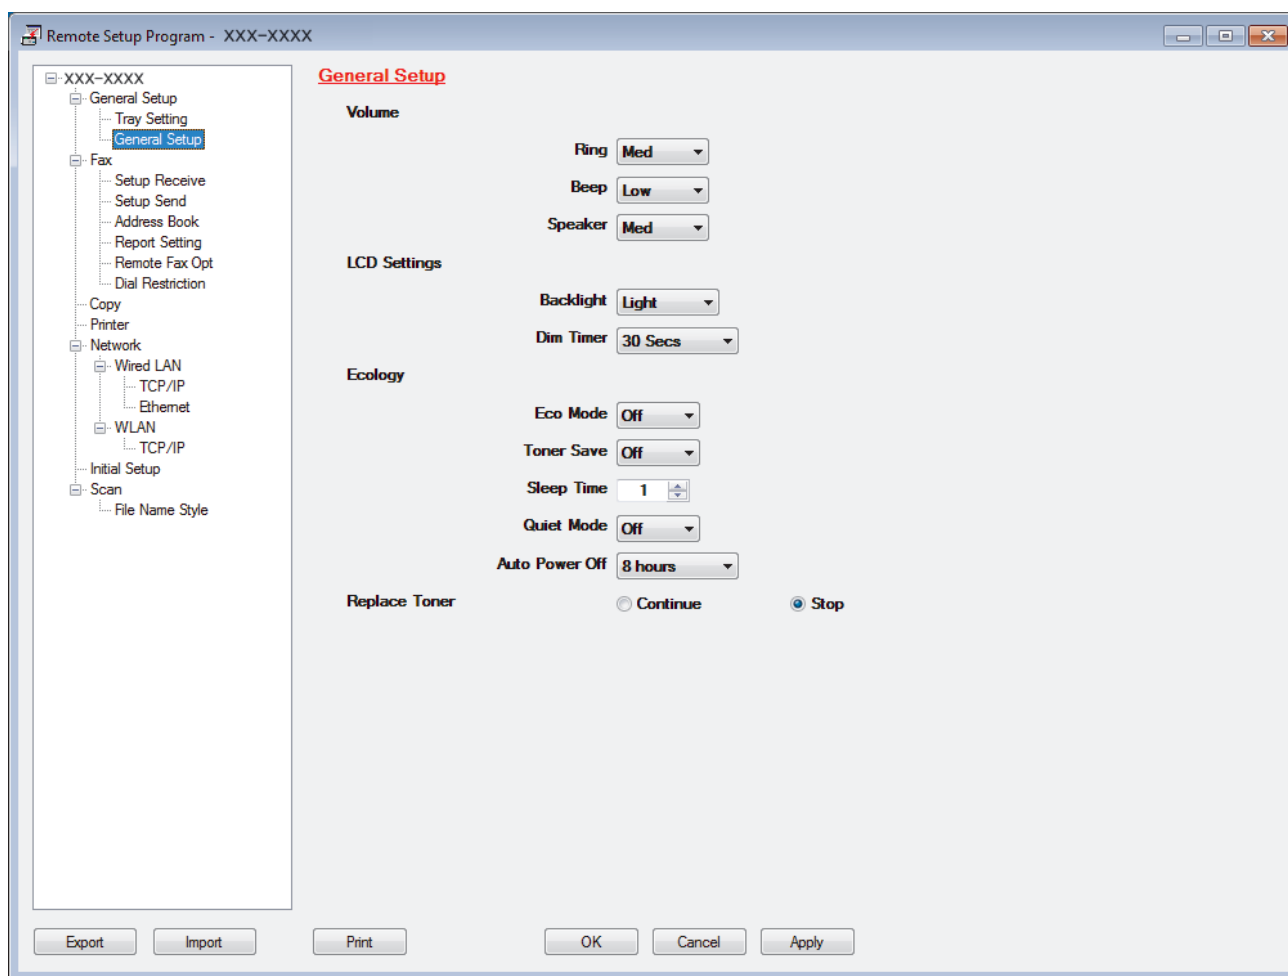 Remote Setup Program - XXX-XXXX
XXX-XXXX
General Setup
Tray Setting
General Setup
Fax
Setup Receive
Setup Send
Address Book
Report Setting
Remote Fax Opt
Dial Restriction
Copy
Printer
Network
Wired LAN
TCP/IP
Ethernet
WLAN
TCP/IP
Initial Setup
Scan
File Name Style
General Setup
Volume
Ring Med
Beep Low
Speaker Med
LCD Settings
Backlight Light
Dim Timer 30 Secs
Ecology
Eco Mode Off
Toner Save Off
Sleep Time 1
Quiet Mode Off
Auto Power Off 8 hours
Replace Toner Continue Stop
Export Import Print OK Cancel Apply